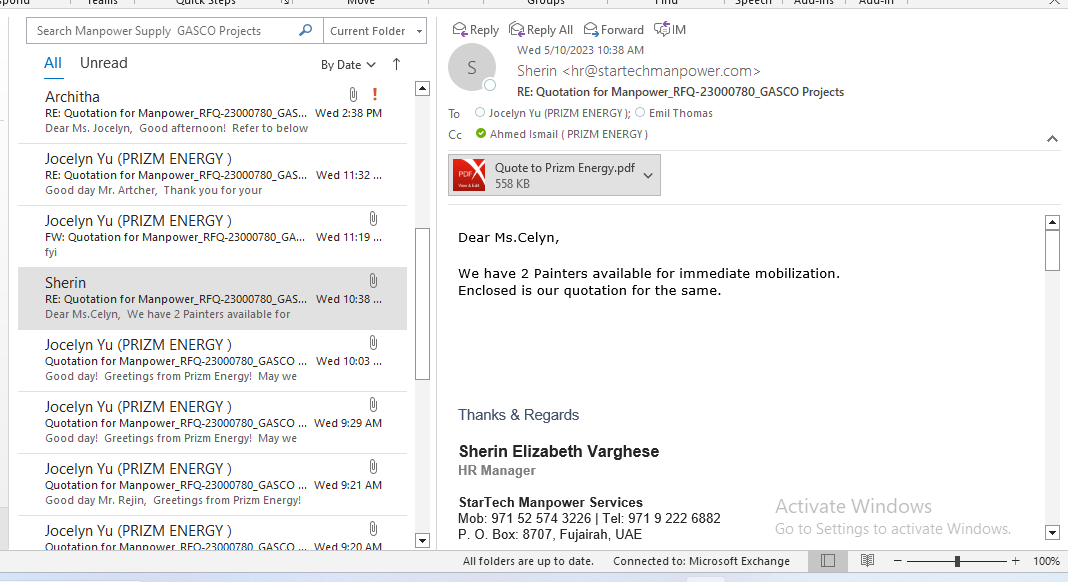 spond
Teams
Quick Steps
Move
Groups
Find
Speech
Add-ins
Add-in
Search Manpower Supply GASCO Projects
Current Folder
All
Unread
By Date
Architha
RE: Quotation for Manpower_RFQ-23000780_GAS... Wed 2:38 PM
Dear Ms. Jocelyn, Good afternoon! Refer to below
Jocelyn Yu (PRIZM ENERGY )
RE: Quotation for Manpower_RFQ-23000780_GAS... Wed 11:32 ...
Good day Mr. Artcher, Thank you for your
Jocelyn Yu (PRIZM ENERGY )
FW: Quotation for Manpower_RFQ-23000780_GA... Wed 11:19 ...
fyi
Sherin
RE: Quotation for Manpower_RFQ-23000780_GAS... Wed 10:38 ...
Dear Ms.Celyn, We have 2 Painters available for
Jocelyn Yu (PRIZM ENERGY )
Quotation for Manpower_RFQ-23000780_GASCO ... Wed 10:03 ...
Good day! Greetings from Prizm Energy! May we
Jocelyn Yu (PRIZM ENERGY )
Quotation for Manpower_RFQ-23000780_GASCO ... Wed 9:29 AM
Good day! Greetings from Prizm Energy! May we
Jocelyn Yu (PRIZM ENERGY )
Quotation for Manpower_RFQ-23000780_GASCO ... Wed 9:21 AM
Good day Mr. Rejin, Greetings from Prizm Energy!
Jocelyn Yu (PRIZM ENERGY )
Quotation for Manpower_RFQ-23000780_GASCO ... Wed 9:20 AM
Reply
Reply All
Forward
IM
Wed 5/10/2023 10:38 AM
S
Sherin <hr@startechmanpower.com>
RE: Quotation for Manpower_RFQ-23000780_GASCO Projects
To Jocelyn Yu (PRIZM ENERGY ); Emil Thomas
Cc Ahmed Ismail ( PRIZM ENERGY )
PDF
View & Edit
Quote to Prizm Energy.pdf
558 KB
Dear Ms.Celyn,
We have 2 Painters available for immediate mobilization.
Enclosed is our quotation for the same.
Thanks & Regards
Sherin Elizabeth Varghese
HR Manager
StarTech Manpower Services
Mob: 971 52 574 3226 | Tel: 971 9 222 6882
P. O. Box: 8707, Fujairah, UAE
Activate Windows
Go to Settings to activate Windows.
All folders are up to date.
Connected to: Microsoft Exchange
100%